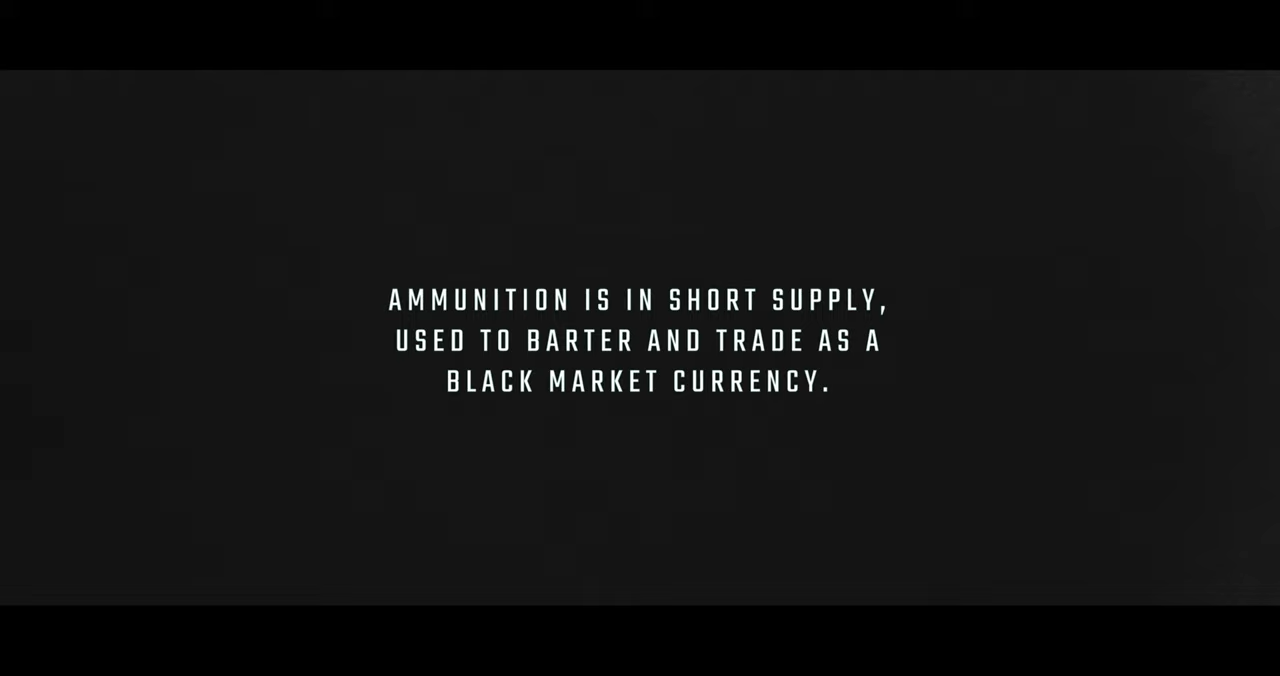 AMMUNITION IS IN SHORT SUPPLY,
USED TO BARTER AND TRADE AS A
BLACK MARKET CURRENCY.